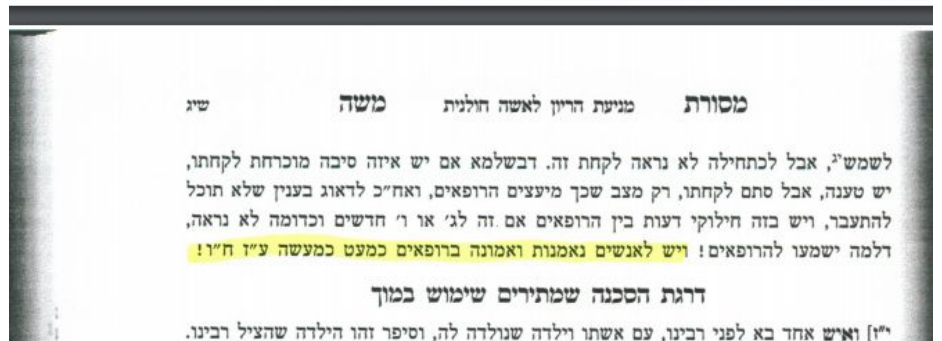 מסורת מניעת הריון לאשה חולנית משה שיג
לשמשי״ג, אבל לכתחילה לא נראה לקחת זה. דבשלמא אם יש איזה סיבה מוכרחת לקחתו,
יש טענה, אבל סתם לקחתו, רק מצב שכך מיעצים הרופאים, ואח״כ לדאוג בענין שלא תוכל
להתעבר, ויש בזה חילוקי דעות בין הרופאים אם זה לג׳ או ו׳ חדשים וכדומה לא נראה,
דלמה ישמעו להרופאים! ויש לאנשים נאמנות ואמונה ברופאים כמעט כמעשה ע״ז ח״ו!
דרגת הסכנה שמתירים שימוש במוך
י״ז] ואיש אחד בא לפני רבינו, עם אשתו וילדה שנולדה לה, וסיפר זהו הילדה שהציל רבינו.